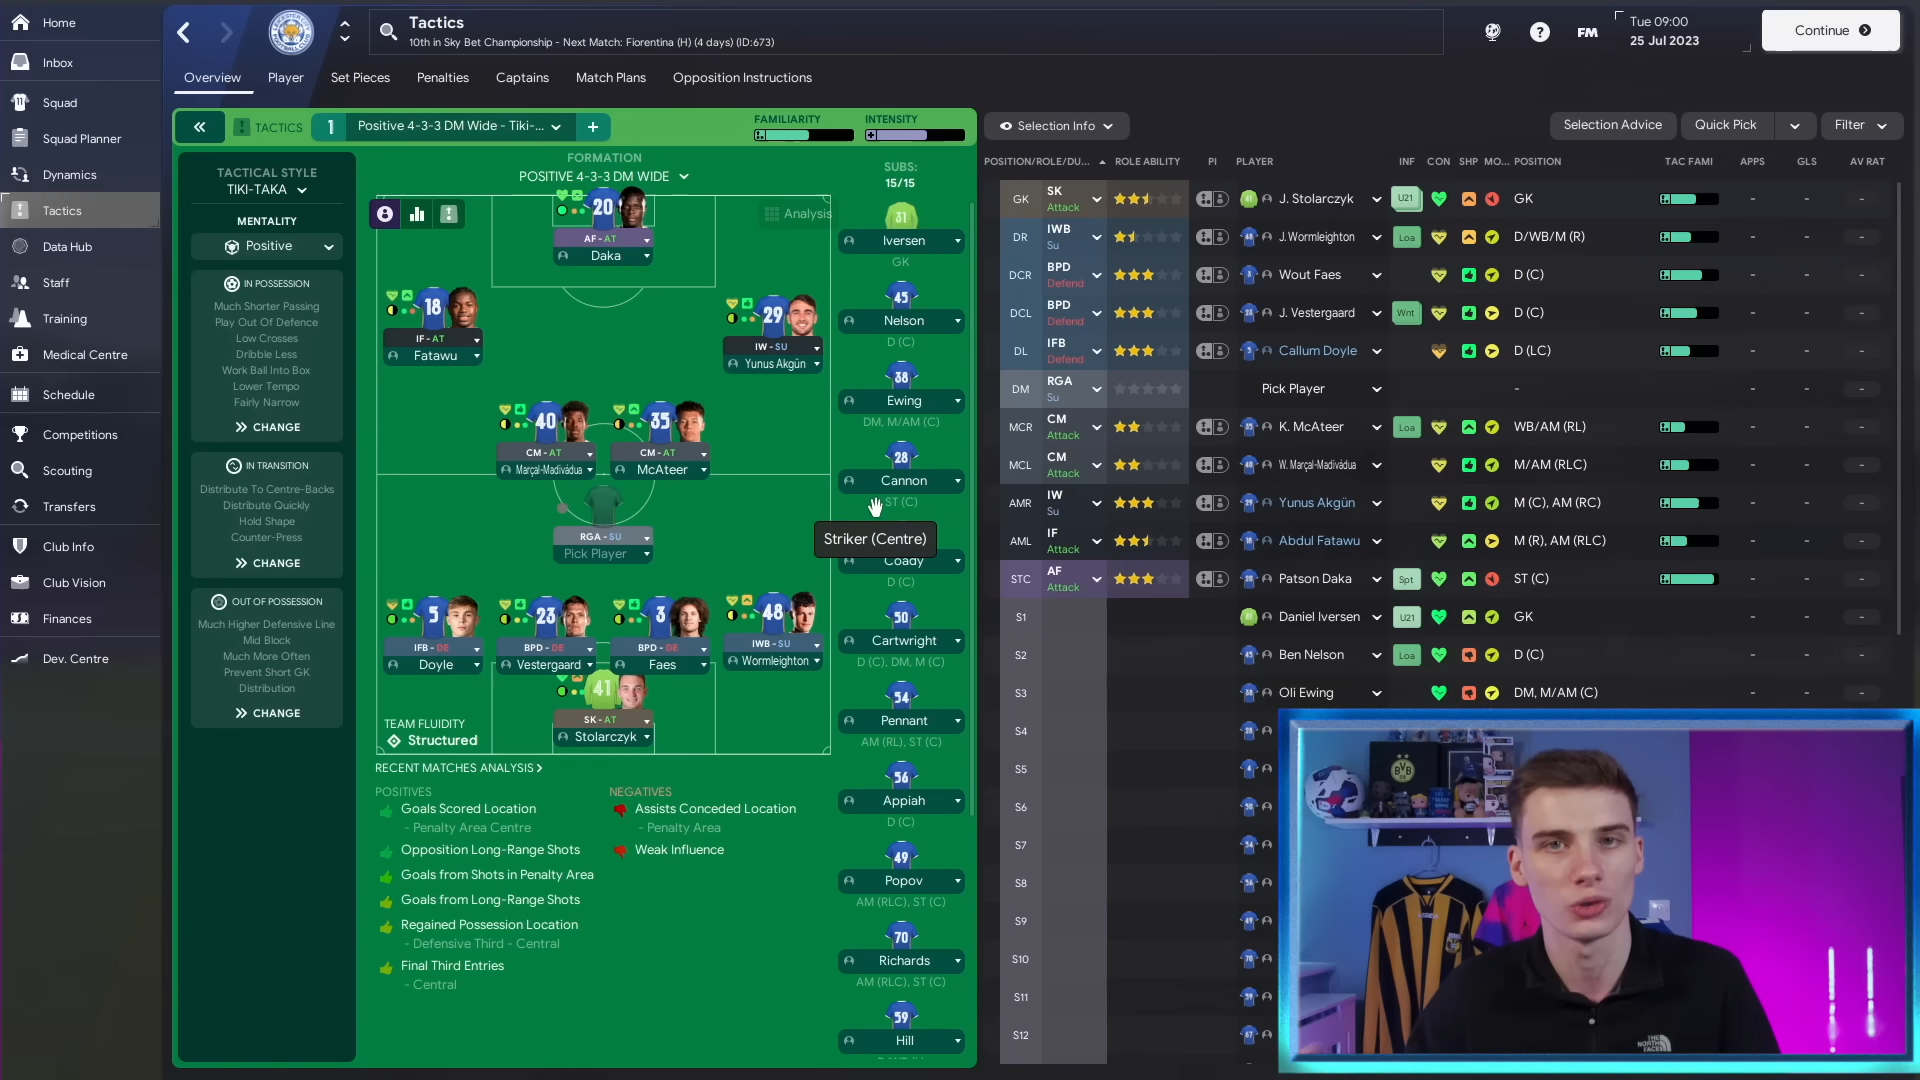 Home
Inbox
Squad
Squad Planner
Dynamics
Tactics
Data Hub
Staff
Training
Medical Centre
Schedule
Competitions
Scouting
Transfers
Club Info
Club Vision
Finances
Dev. Centre
Tactics
10th in Sky Bet Championship - Next Match: Fiorentina (H) (4 days) (ID:673)
FM
Tue 09:00
25 Jul 2023
Continue
Overview
Player
Set Pieces
Penalties
Captains
Match Plans
Opposition Instructions
TACTICS
1
Positive 4-3-3 DM Wide - Tiki-...
FAMILIARITY
INTENSITY
TACTICAL STYLE
TIKI-TAKA
MENTALITY
Positive
IN POSSESSION
Much Shorter Passing
Play Out Of Defence
Low Crosses
Dribble Less
Work Ball Into Box
Lower Tempo
Fairly Narrow
CHANGE
IN TRANSITION
Distribute To Centre-Backs
Distribute Quickly
Hold Shape
Counter-Press
CHANGE
OUT OF POSSESSION
Much Higher Defensive Line
Mid Block
Much More Often
Prevent Short GK
Distribution
CHANGE
FORMATION
POSITIVE 4-3-3 DM WIDE
Analysis
20
AF - AT
Daka
18
IF - AT
Fatawu
29
IW - SU
Yunus Akgün
40
CM - AT
Marçal-Madivádua
35
CM - AT
McAteer
RGA - SU
Pick Player
5
IFB - DE
Doyle
23
BPD - DE
Vestergaard
3
BPD - DE
Faes
48
IWB - SU
Wormleighton
41
SK - AT
Stolarczyk
TEAM FLUIDITY
Structured
RECENT MATCHES ANALYSIS
POSITIVES
Goals Scored Location
- Penalty Area Centre
Opposition Long-Range Shots
Goals from Shots in Penalty Area
Goals from Long-Range Shots
Regained Possession Location
- Defensive Third - Central
Final Third Entries
- Central
NEGATIVES
Assists Conceded Location
- Penalty Area
Weak Influence
SUBS:
15/15
31
Iversen
GK
45
Nelson
D (C)
38
Ewing
DM, M/AM (C)
28
Cannon
ST (C)
Striker (Centre)
Coady
D (C)
50
Cartwright
D (C), DM, M (C)
54
Pennant
AM (RL), ST (C)
56
Appiah
D (C)
49
Popov
AM (RLC), ST (C)
70
Richards
AM (RLC), ST (C)
59
Hill
Selection Info
Selection Advice
Quick Pick
Filter
POSITION/ROLE/DU...
ROLE ABILITY
PI
PLAYER
INF
CON
SHP
MO...
POSITION
TAC FAMI
APPS
GLS
AV RAT
GK SK Attack J. Stolarczyk U21 GK - - -
DR IWB Su J. Wormleighton Loa D/WB/M (R) - - -
DCR BPD Defend Wout Faes D (C) - - -
DCL BPD Defend J. Vestergaard Wnt D (C) - - -
DL IFB Defend Callum Doyle D (LC) - - -
DM RGA Su Pick Player - - - -
MCR CM Attack K. McAteer Loa WB/AM (RL) - - -
MCL CM Attack W. Marçal-Madivádua M/AM (RLC) - - -
AMR IW Su Yunus Akgün M (C), AM (RC) - - -
AML IF Attack Abdul Fatawu M (R), AM (RLC) - - -
STC AF Attack Patson Daka Spt ST (C) - - -
S1 Daniel Iversen U21 GK - - -
S2 Ben Nelson Loa D (C) - - -
S3 Oli Ewing DM, M/AM (C) - - -
S4
S5
S6
S7
S8
S9
S10
S11
S12
BVB
09
THE
NORTH
FACE